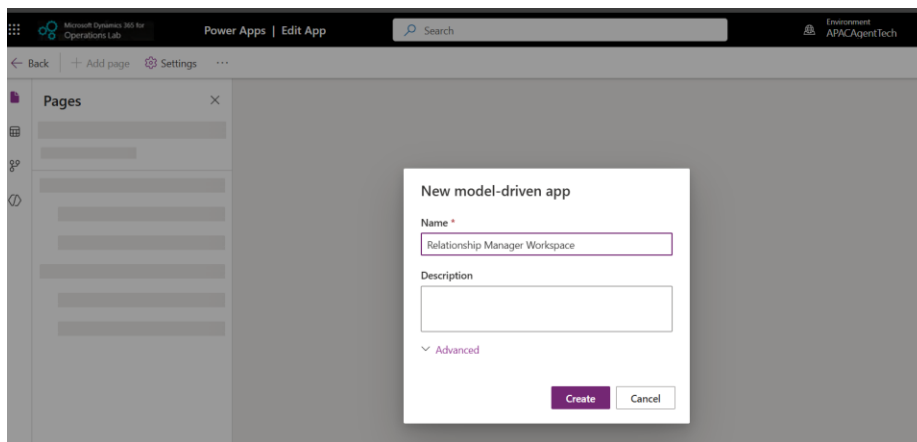 Microsoft Dynamics 365 for
Operations Lab
Power Apps | Edit App
Search
Environment
APACAgentTech
Back
+ Add page
Settings
...
Pages
New model-driven app
Name *
Relationship Manager Workspace
Description
Advanced
Create
Cancel